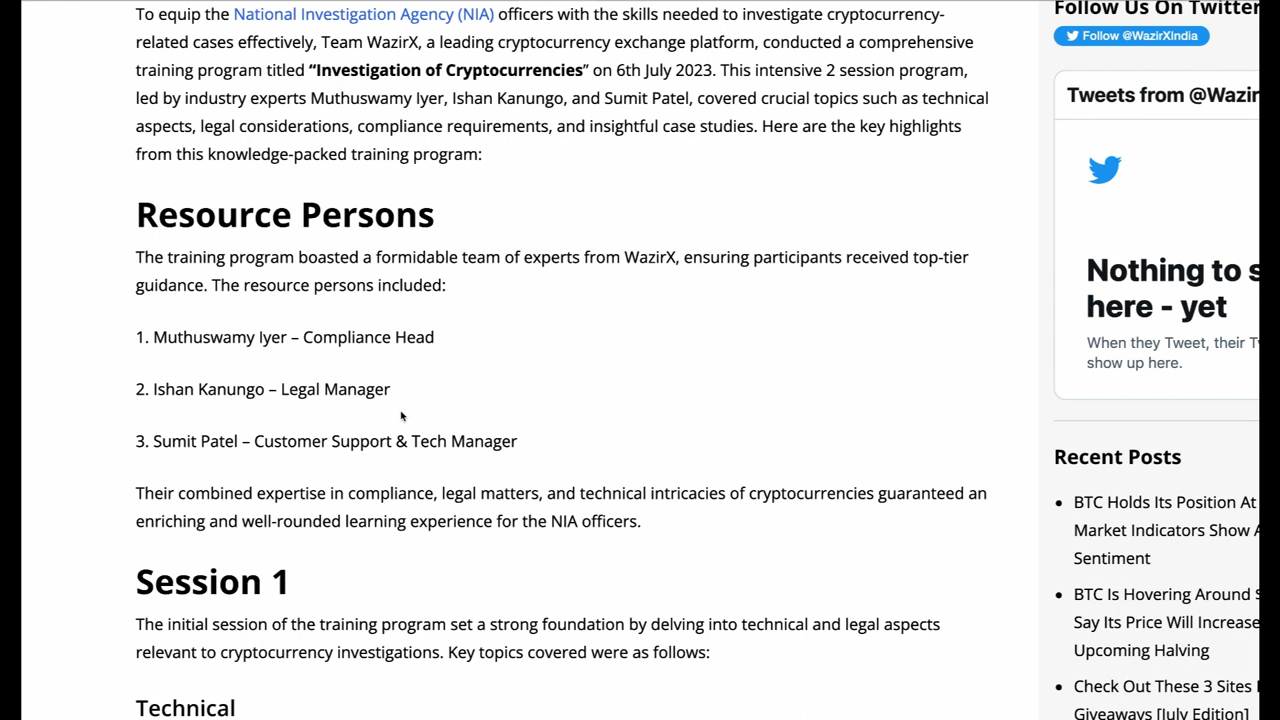 To equip the National Investigation Agency (NIA) officers with the skills needed to investigate cryptocurrency-
related cases effectively, Team WazirX, a leading cryptocurrency exchange platform, conducted a comprehensive
training program titled “Investigation of Cryptocurrencies” on 6th July 2023. This intensive 2 session program,
led by industry experts Muthuswamy Iyer, Ishan Kanungo, and Sumit Patel, covered crucial topics such as technical
aspects, legal considerations, compliance requirements, and insightful case studies. Here are the key highlights
from this knowledge-packed training program:
Resource Persons
The training program boasted a formidable team of experts from WazirX, ensuring participants received top-tier
guidance. The resource persons included:
1. Muthuswamy Iyer – Compliance Head
2. Ishan Kanungo – Legal Manager
3. Sumit Patel – Customer Support & Tech Manager
Their combined expertise in compliance, legal matters, and technical intricacies of cryptocurrencies guaranteed an
enriching and well-rounded learning experience for the NIA officers.
Session 1
The initial session of the training program set a strong foundation by delving into technical and legal aspects
relevant to cryptocurrency investigations. Key topics covered were as follows:
Technical
Follow Us On Twitter
Follow @WazirXIndia
Tweets from @Wazir
Nothing to s
here - yet
When they Tweet, their T
show up here.
Recent Posts
BTC Holds Its Position At
Market Indicators Show
Sentiment
BTC Is Hovering Around
Say Its Price Will Increase
Upcoming Halving
Check Out These 3 Sites
Giveaways [July Edition]